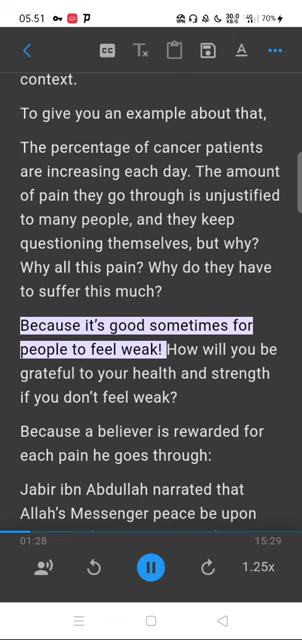 05.51
30.0
KB/S
4G
70%
CC
context.
To give you an example about that,
The percentage of cancer patients
are increasing each day. The amount
of pain they go through is unjustified
to many people, and they keep
questioning themselves, but why?
Why all this pain? Why do they have
to suffer this much?
Because it’s good sometimes for
people to feel weak! How will you be
grateful to your health and strength
if you don’t feel weak?
Because a believer is rewarded for
each pain he goes through:
Jabir ibn Abdullah narrated that
Allah’s Messenger peace be upon
01:28 15:29
1.25x